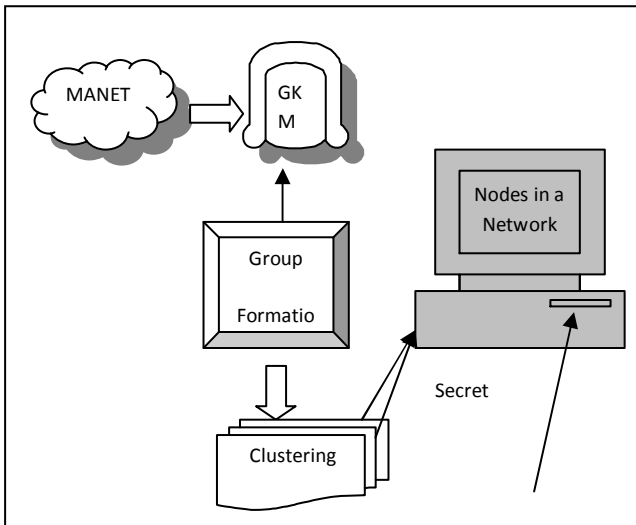 MANET
GK
M
Nodes in a
Network
Group
Formatio
Secret
Clustering